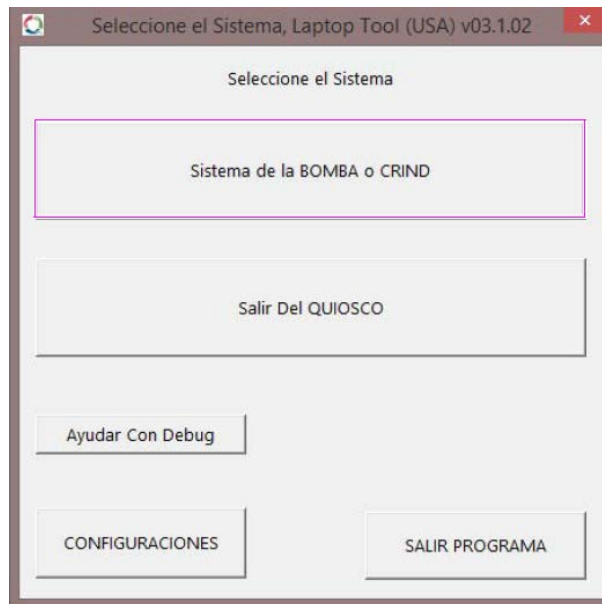 Seleccione el Sistema, Laptop Tool (USA) v03.1.02
Seleccione el Sistema
Sistema de la BOMBA o CRIND
Salir Del QUIOSCO
Ayudar Con Debug
CONFIGURACIONES
SALIR PROGRAMA